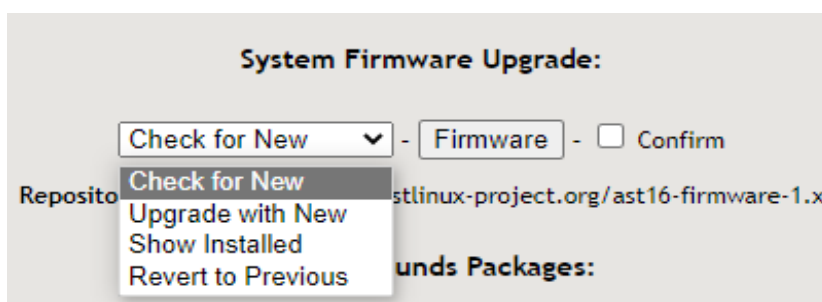 System Firmware Upgrade:
Check for New - Firmware - Confirm
Check for New
Upgrade with New
Show Installed
Revert to Previous
Reposito stlinux-project.org/ast16-firmware-1.x
unds Packages: